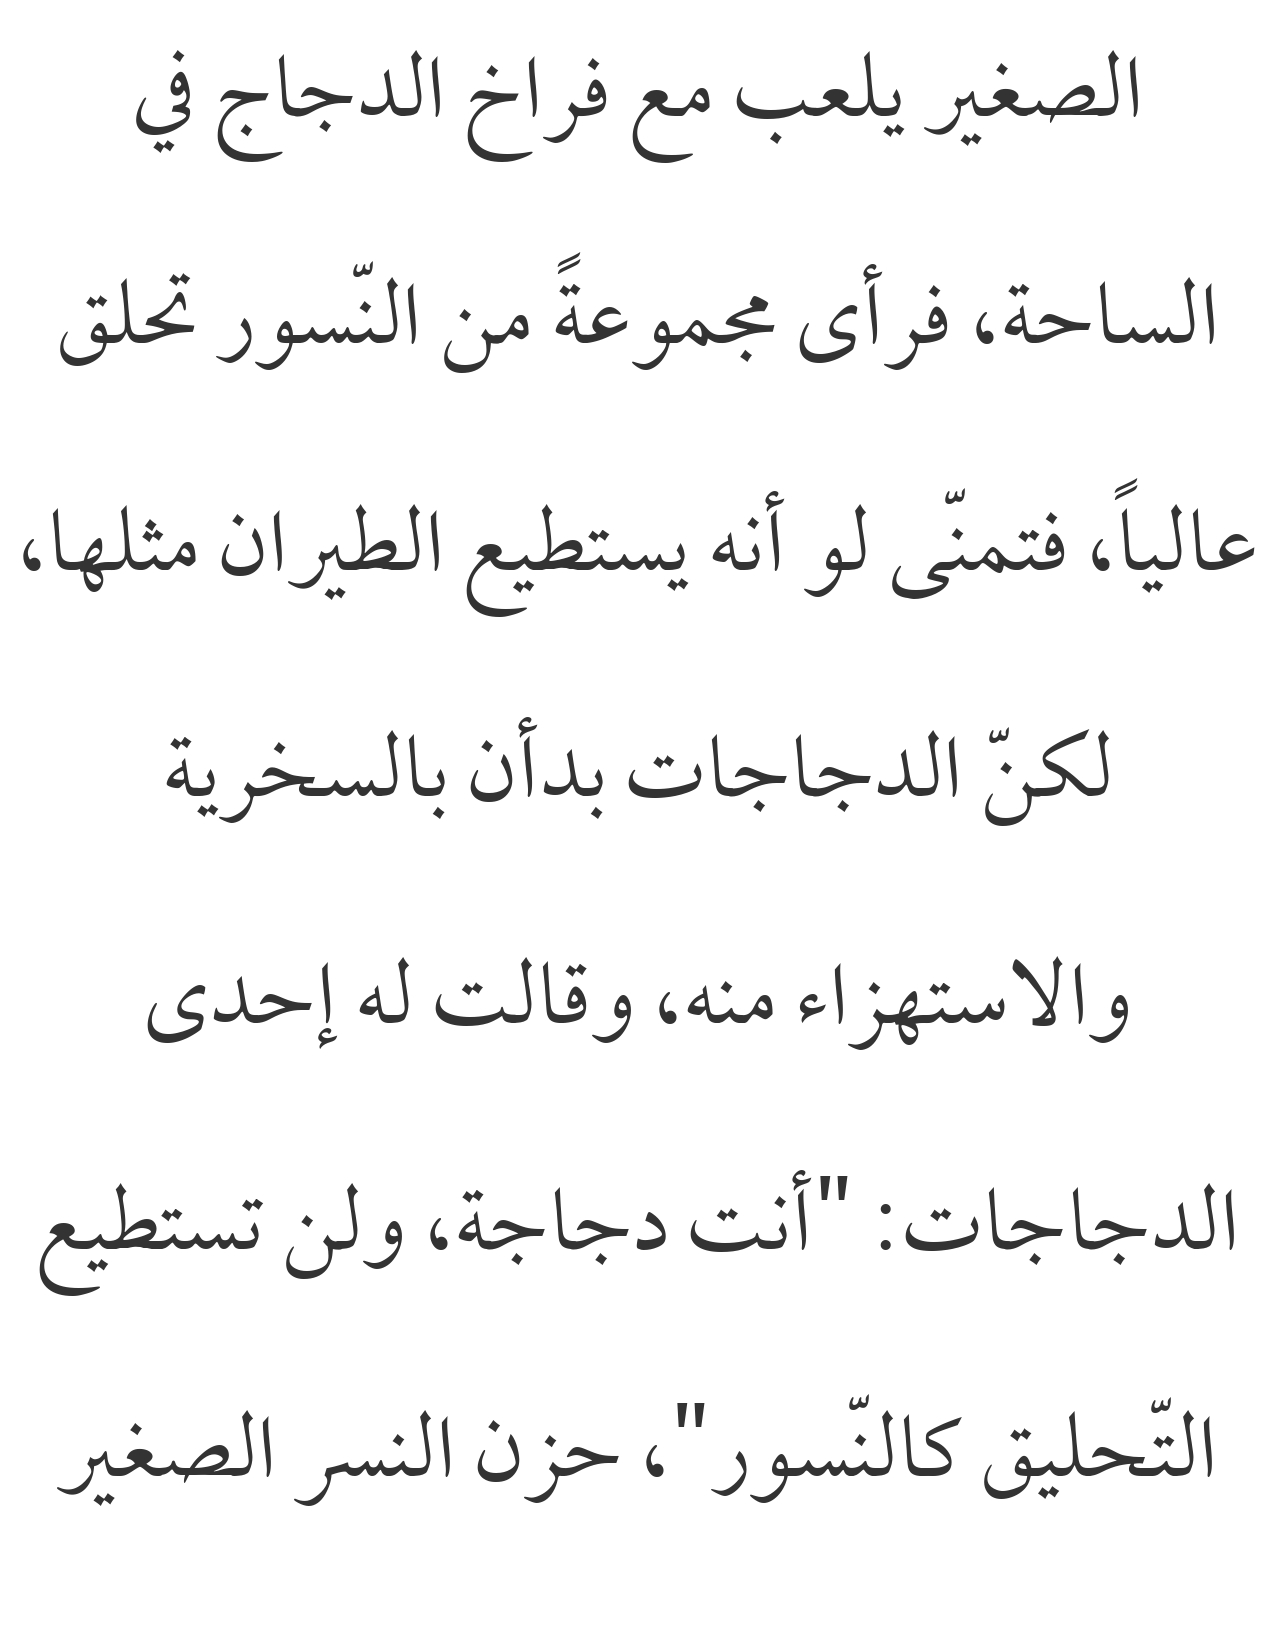 الصغير يلعب مع فراخ الدجاج في
الساحة، فرأى مجموعةً من النّسور تحلق
عالياً، فتمنّى لو أنه يستطيع الطيران مثلها،
لكنّ الدجاجات بدأن بالسخرية
والاستهزاء منه، وقالت له إحدى
الدجاجات: "أنت دجاجة، ولن تستطيع
التّحليق كالنّسور"، حزن النسر الصغير